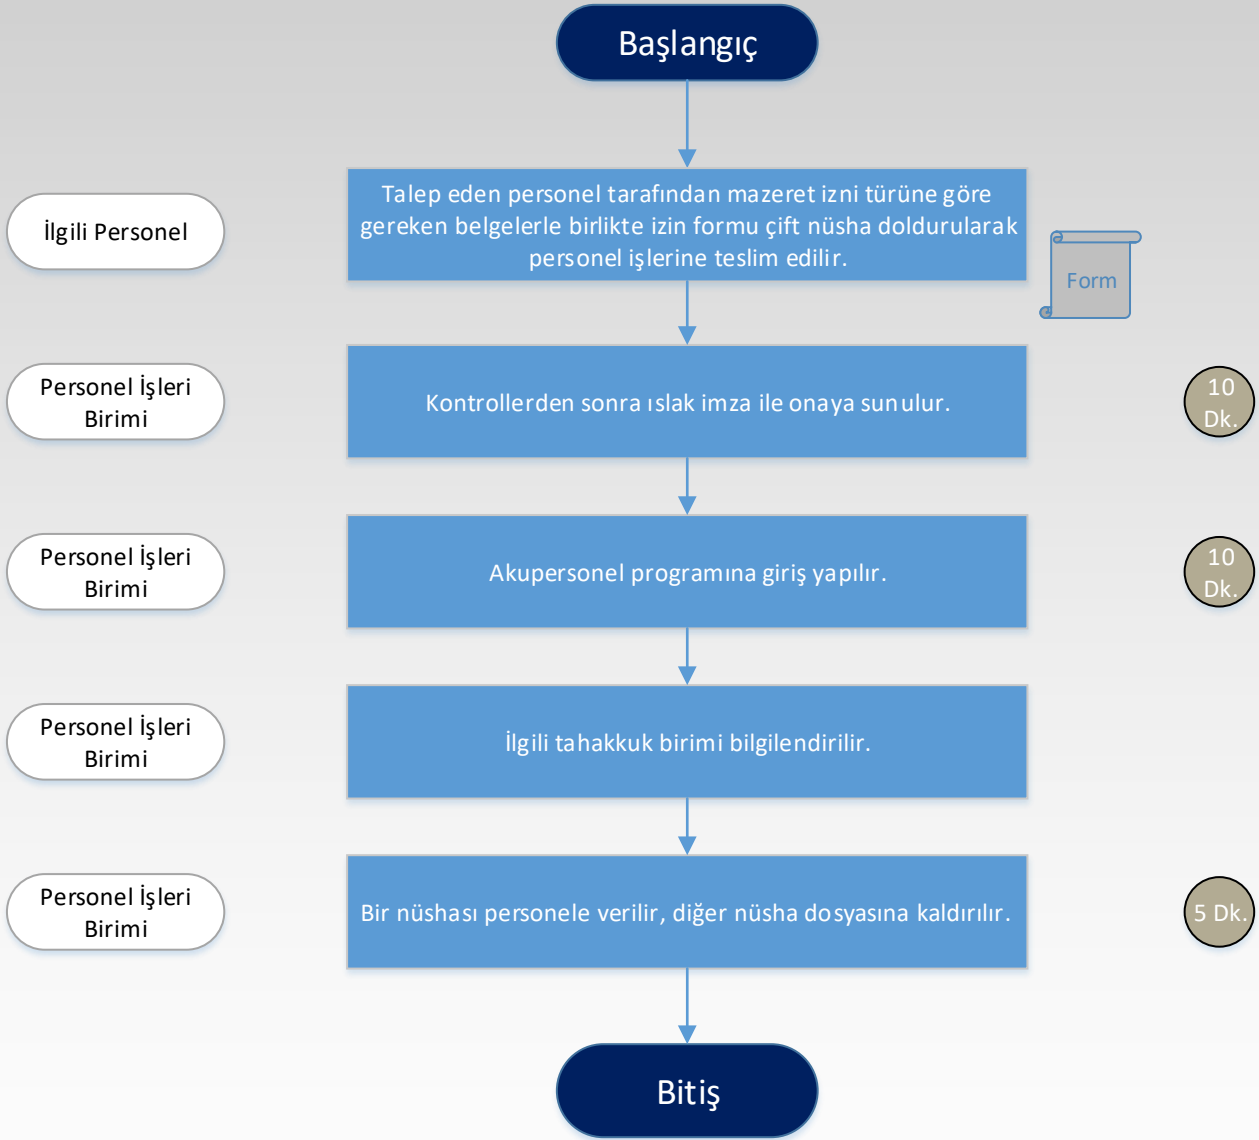 Başlangıç
İlgili Personel
Talep eden personel tarafından mazeret izni türüne göre
gereken belgelerle birlikte izin formu çift nüsha doldurularak
personel işlerine teslim edilir.
Form
Personel İşleri
Birimi
Kontrollerden sonra ıslak imza ile onaya sunulur.
10
Dk.
Personel İşleri
Birimi
Akupersonel programına giriş yapılır.
10
Dk.
Personel İşleri
Birimi
İlgili tahakkuk birimi bilgilendirilir.
Personel İşleri
Birimi
Bir nüshası personele verilir, diğer nüsha dosyasına kaldırılır.
5 Dk.
Bitiş